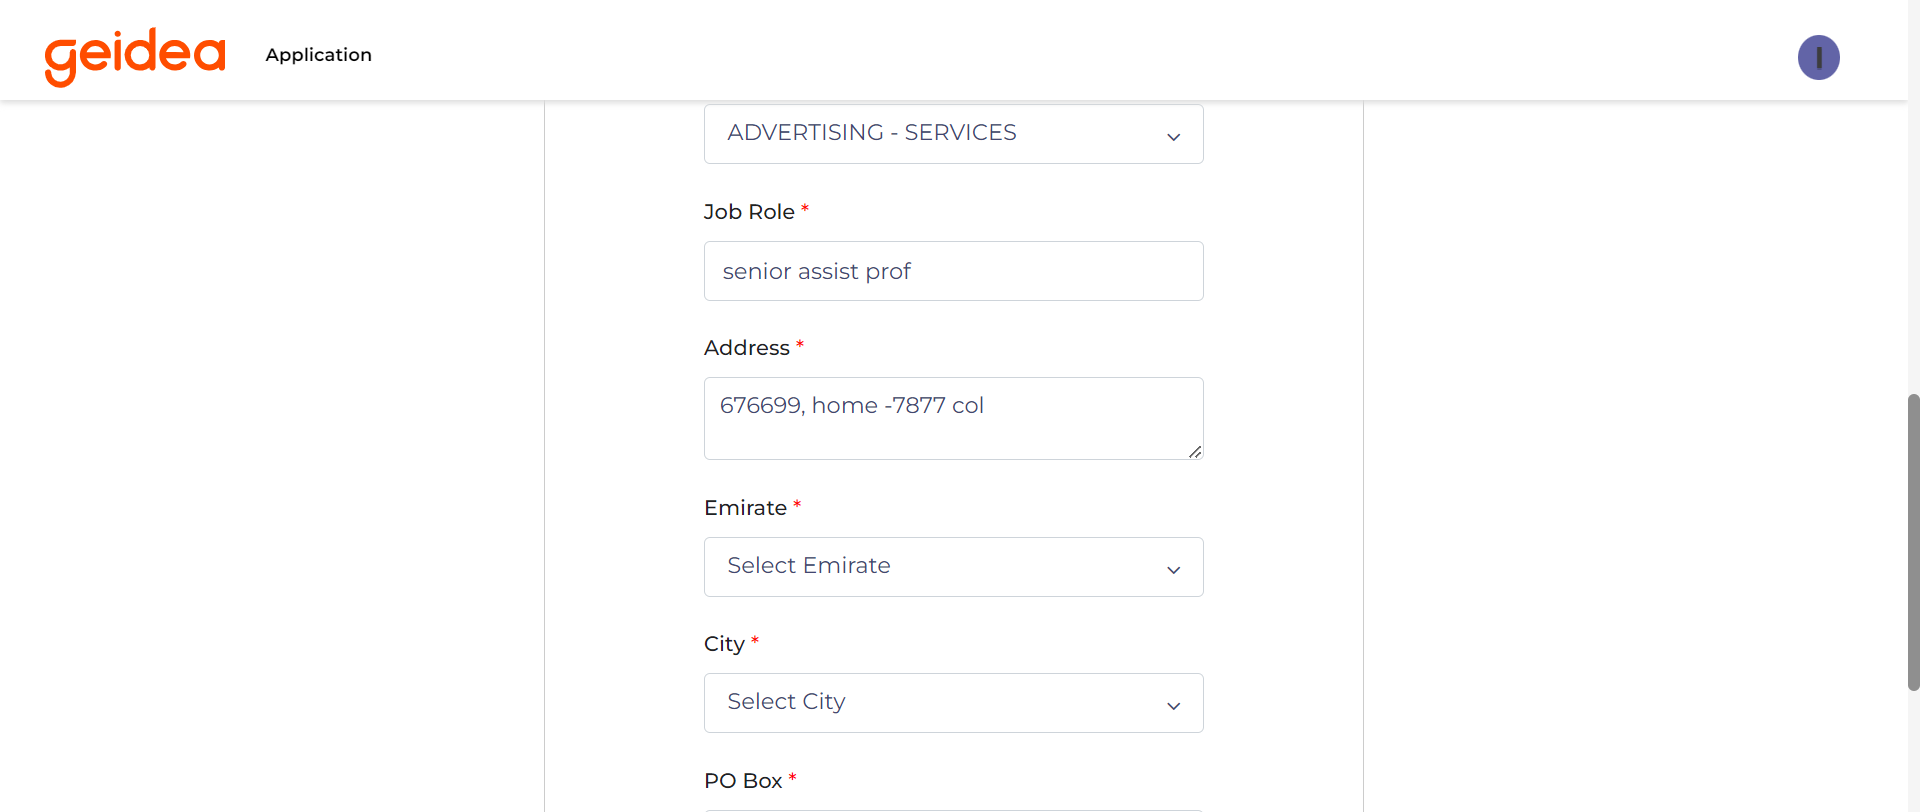 geidea
Application
I
ADVERTISING - SERVICES
Job Role *
senior assist prof
Address *
676699, home -7877 col
Emirate *
Select Emirate
City *
Select City
PO Box *